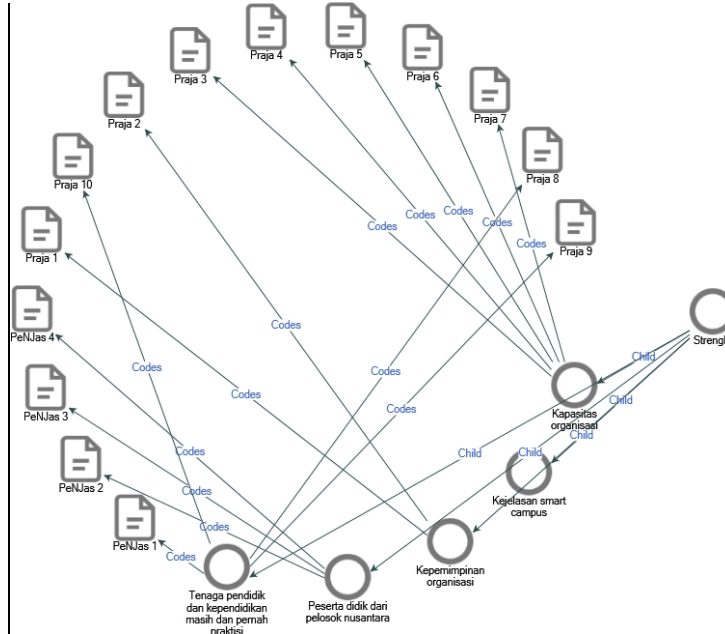 Praja 4
Praja 5
Praja 3
Praja 6
Praja 2
Praja 7
Praja 10
Praja 8
Codes
Codes
Codes
Codes
Codes
Praja 1
Praja 9
PeNJas 4
Codes
Strengh
Child
Codes
Codes
PeNJas 3
Codes
Codes
Child
Kapasitas
organisasi
Child
Codes
Child
Child
PeNJas 2
Codes
Kejelasan smart
campus
Codes
PeNJas 1
Codes
Kepemimpinan
organisasi
Tenaga pendidik
dan kependidikan
masih dan pernah
praktisi
Peserta didik dari
pelosok nusantara